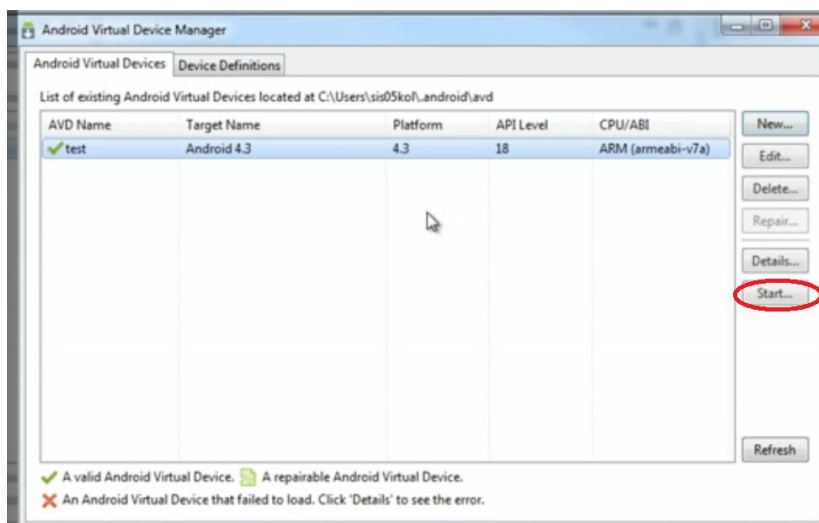 Android Virtual Device Manager
Android Virtual Devices
Device Definitions
List of existing Android Virtual Devices located at C:\Users\sis05kol\.android\avd
AVD Name Target Name Platform API Level CPU/ABI
test Android 4.3 4.3 18 ARM (armeabi-v7a)
New...
Edit...
Delete...
Repair...
Details...
Start...
Refresh
A valid Android Virtual Device. A repairable Android Virtual Device.
An Android Virtual Device that failed to load. Click 'Details' to see the error.